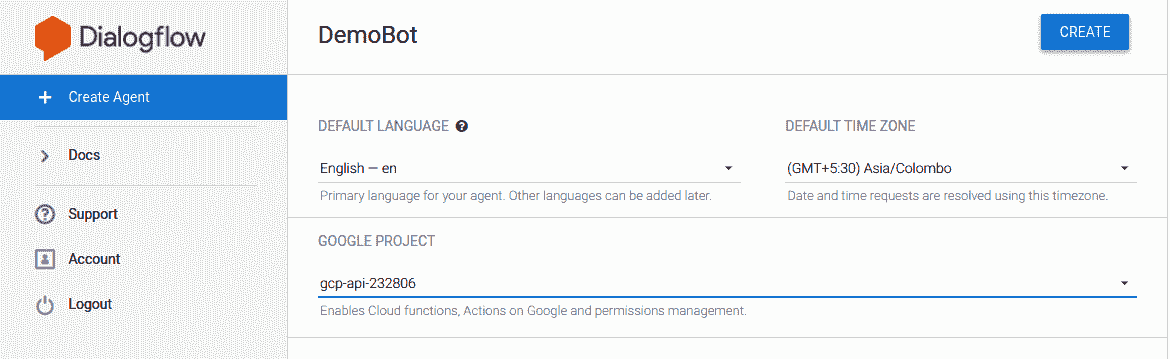 Dialogflow
Create Agent
Docs
Support
Account
Logout
DemoBot
CREATE
DEFAULT LANGUAGE ?
English — en
Primary language for your agent. Other languages can be added later.
DEFAULT TIME ZONE
(GMT+5:30) Asia/Colombo
Date and time requests are resolved using this timezone.
GOOGLE PROJECT
gcp-api-232806
Enables Cloud functions, Actions on Google and permissions management.